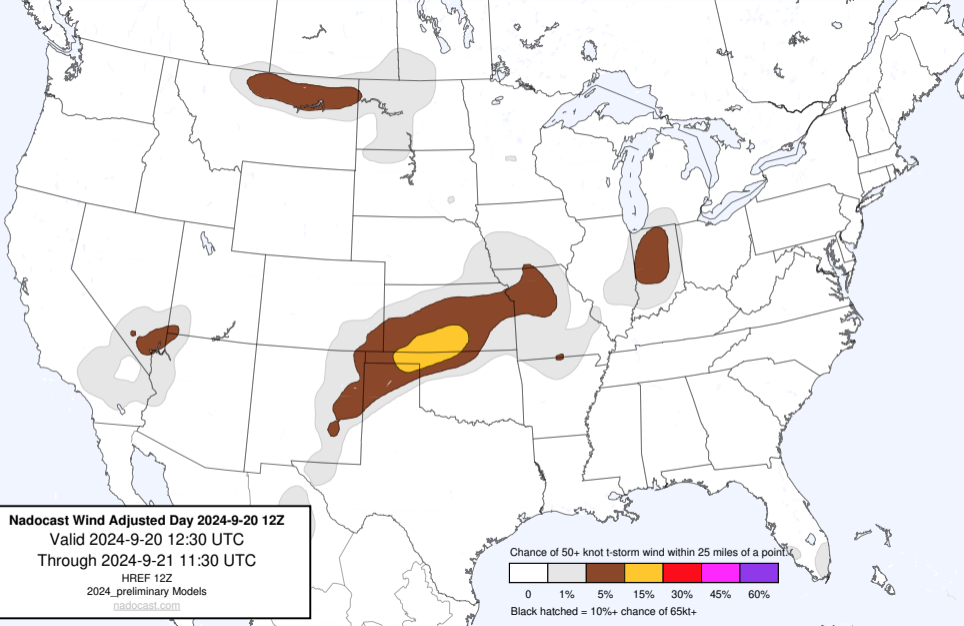 Nadocast Wind Adjusted Day 2024-9-20 12Z
Valid 2024-9-20 12:30 UTC
Through 2024-9-21 11:30 UTC
HREF 12Z
2024_preliminary Models
nadocast.com
Chance of 50+ knot t-storm wind within 25 miles of a point.
0 1% 5% 15% 30% 45% 60%
Black hatched = 10%+ chance of 65kt+